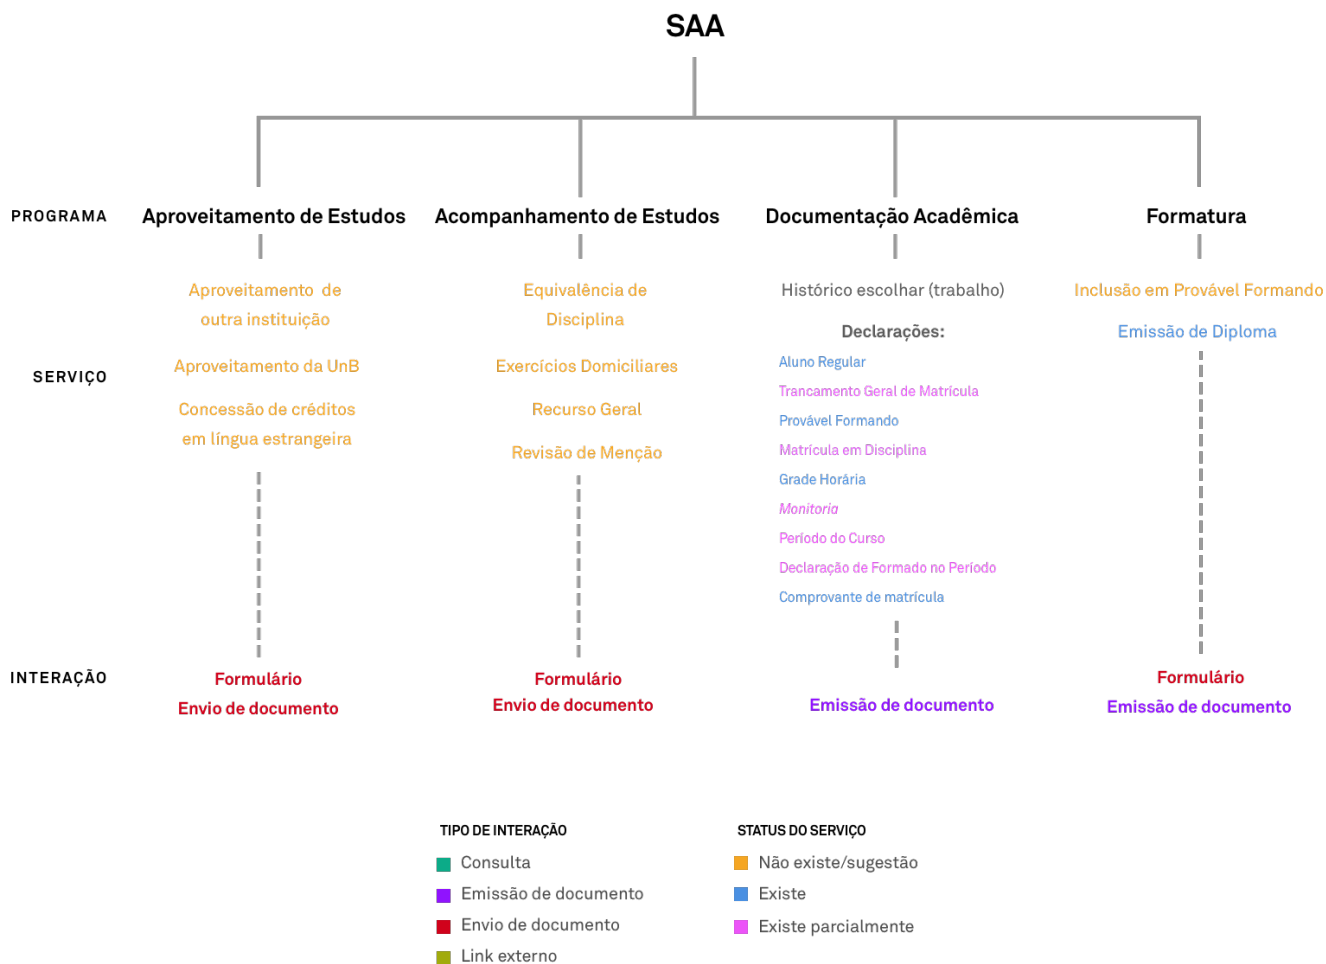 SAA
PROGRAMA
Aproveitamento de Estudos
Acompanhamento de Estudos
Documentação Acadêmica
Formatura
SERVIÇO
Aproveitamento de
outra instituição
Aproveitamento da UnB
Concessão de créditos
em língua estrangeira
Equivalência de
Disciplina
Exercícios Domiciliares
Recurso Geral
Revisão de Menção
Histórico escolhar (trabalho)
Declarações:
Aluno Regular
Trancamento Geral de Matrícula
Provável Formando
Matrícula em Disciplina
Grade Horária
Monitoria
Período do Curso
Declaração de Formado no Período
Comprovante de matrícula
Inclusão em Provável Formando
Emissão de Diploma
INTERAÇÃO
Formulário
Envio de documento
Formulário
Envio de documento
Emissão de documento
Formulário
Emissão de documento
TIPO DE INTERAÇÃO
Consulta
Emissão de documento
Envio de documento
Link externo
STATUS DO SERVIÇO
Não existe/sugestão
Existe
Existe parcialmente